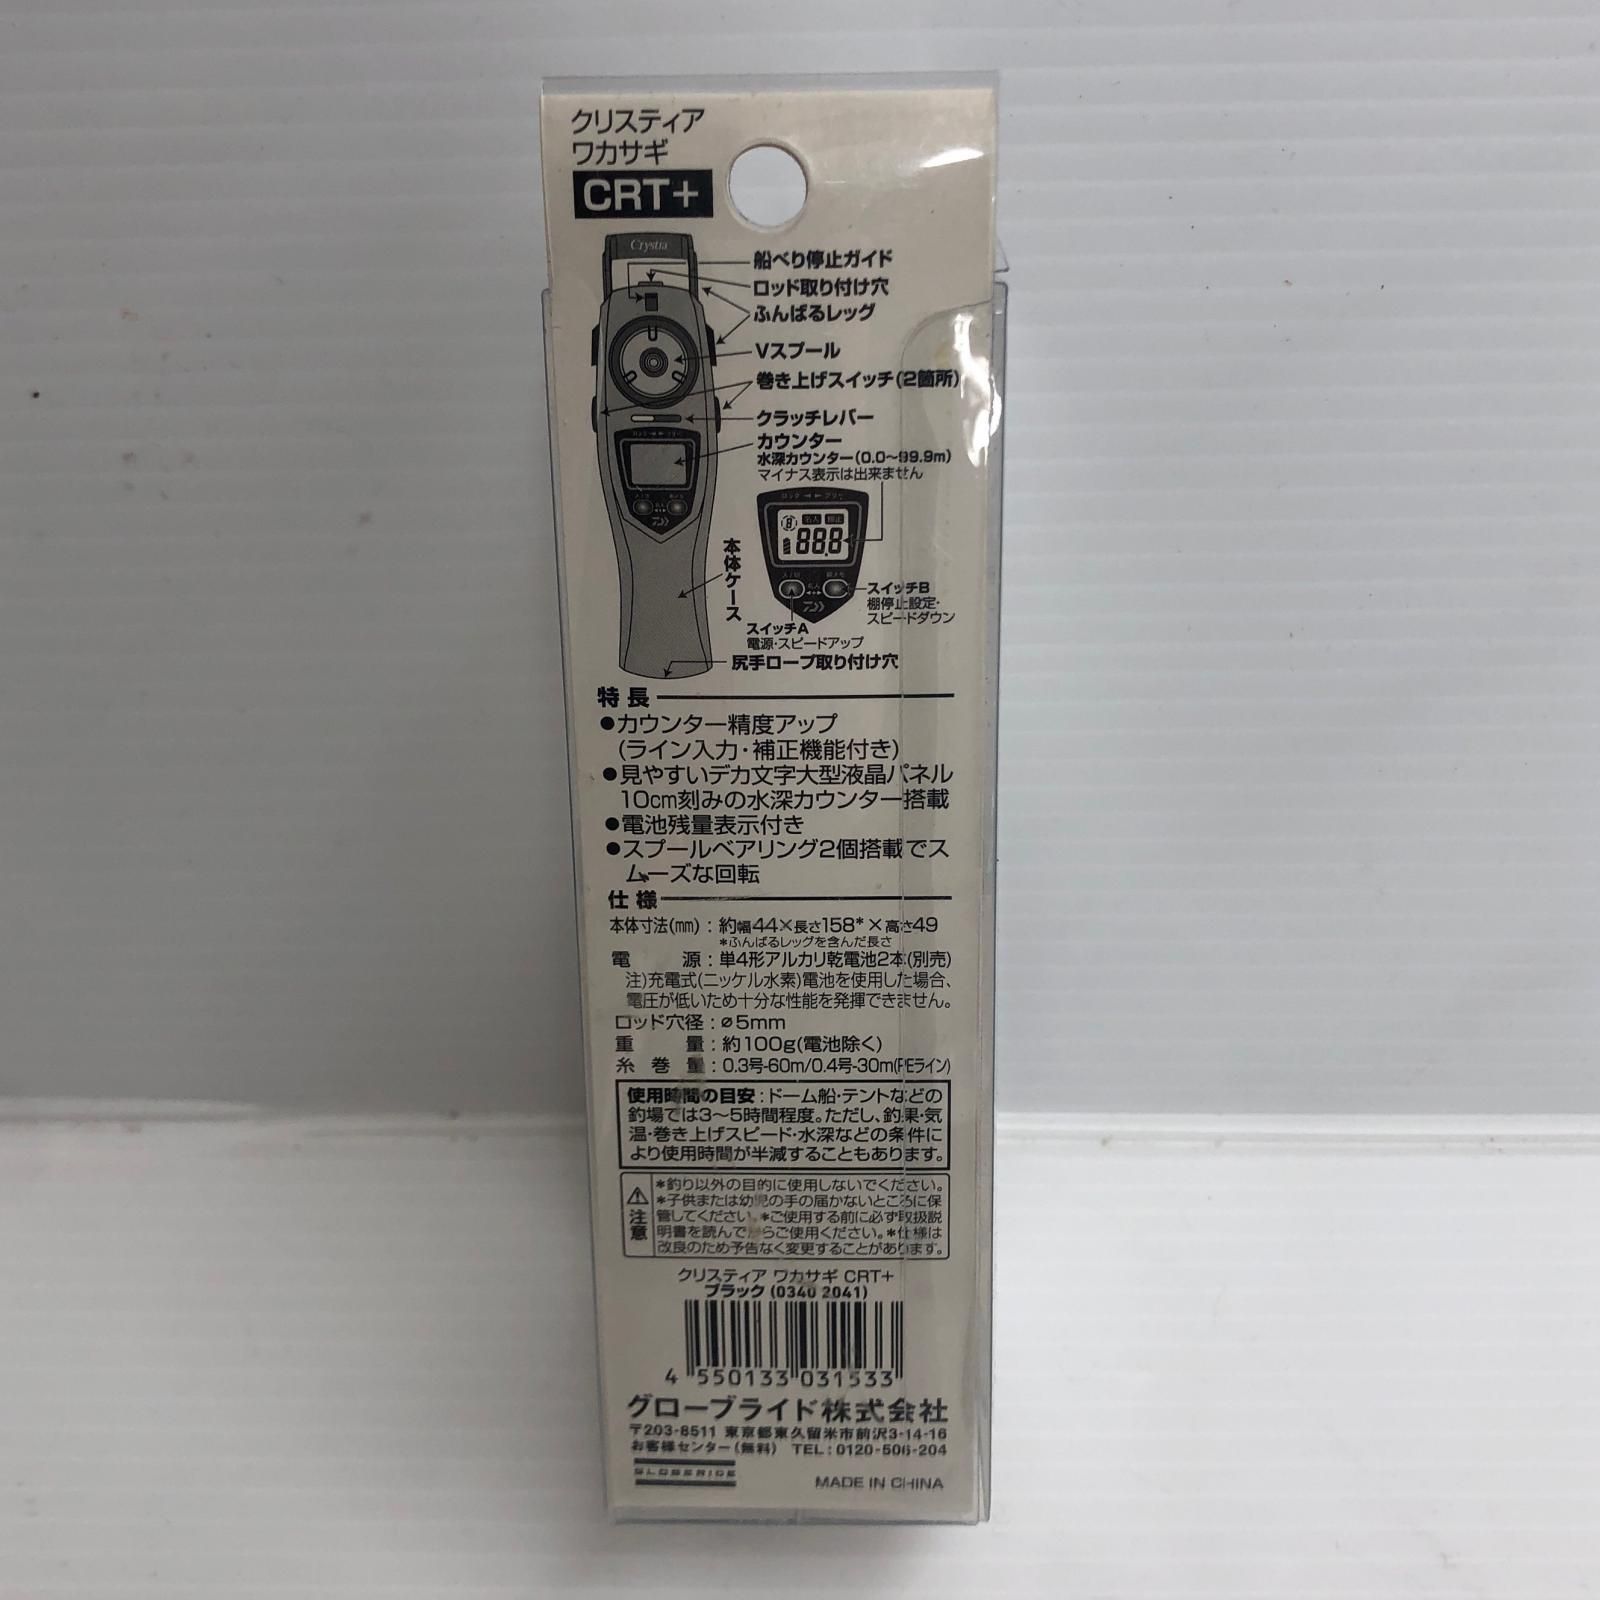 クリスティア
ワカサギ
CRT+
Crystia
船べり停止ガイド
ロッド取り付け穴
ふんばるレッグ
Vスプール
巻き上げスイッチ(2箇所)
クラッチレバー
カウンター
水深カウンター(0.0〜99.9m)
マイナス表示は出来ません
本体ケース
88.8
スイッチB
棚停止設定・
スピードダウン
スイッチA
電源・スピードアップ
尻手ロープ取り付け穴
特長
●カウンター精度アップ
(ライン入力・補正機能付き)
●見やすいデカ文字大型液晶パネル
10cm刻みの水深カウンター搭載
●電池残量表示付き
●スプールベアリング2個搭載でス
ムーズな回転
仕様
本体寸法(mm):約幅44×長さ158*×高さ49
*ふんばるレッグを含んだ長さ
電源:単4形アルカリ乾電池2本(別売)
注)充電式(ニッケル水素)電池を使用した場合、
電圧が低いため十分な性能を発揮できません。
ロッド穴径:⌀5mm
重量:約100g(電池除く)
糸巻量:0.3号-60m/0.4号-30m(PEライン)
使用時間の目安:ドーム船・テントなどの
釣場では3〜5時間程度。ただし、釣果・気
温・巻き上げスピード・水深などの条件に
より使用時間が半減することもあります。
注意
*釣り以外の目的に使用しないでください。
*子供または幼児の手の届かないところに保
管してください。*ご使用する前に必ず取扱説
明書を読んでからご使用ください。*仕様は
改良のため予告なく変更することがあります。
クリスティア ワカサギ CRT+
ブラック (0340 2041)
4 550133 031533
グローブライド株式会社
〒203-8511 東京都東久留米市前沢3-14-16
お客様センター(無料) TEL:0120-506-204
GLOBERIDE
MADE IN CHINA